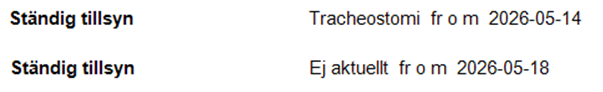 Ständig tillsyn Tracheostomi fr o m 2026-05-14
Ständig tillsyn Ej aktuellt fr o m 2026-05-18